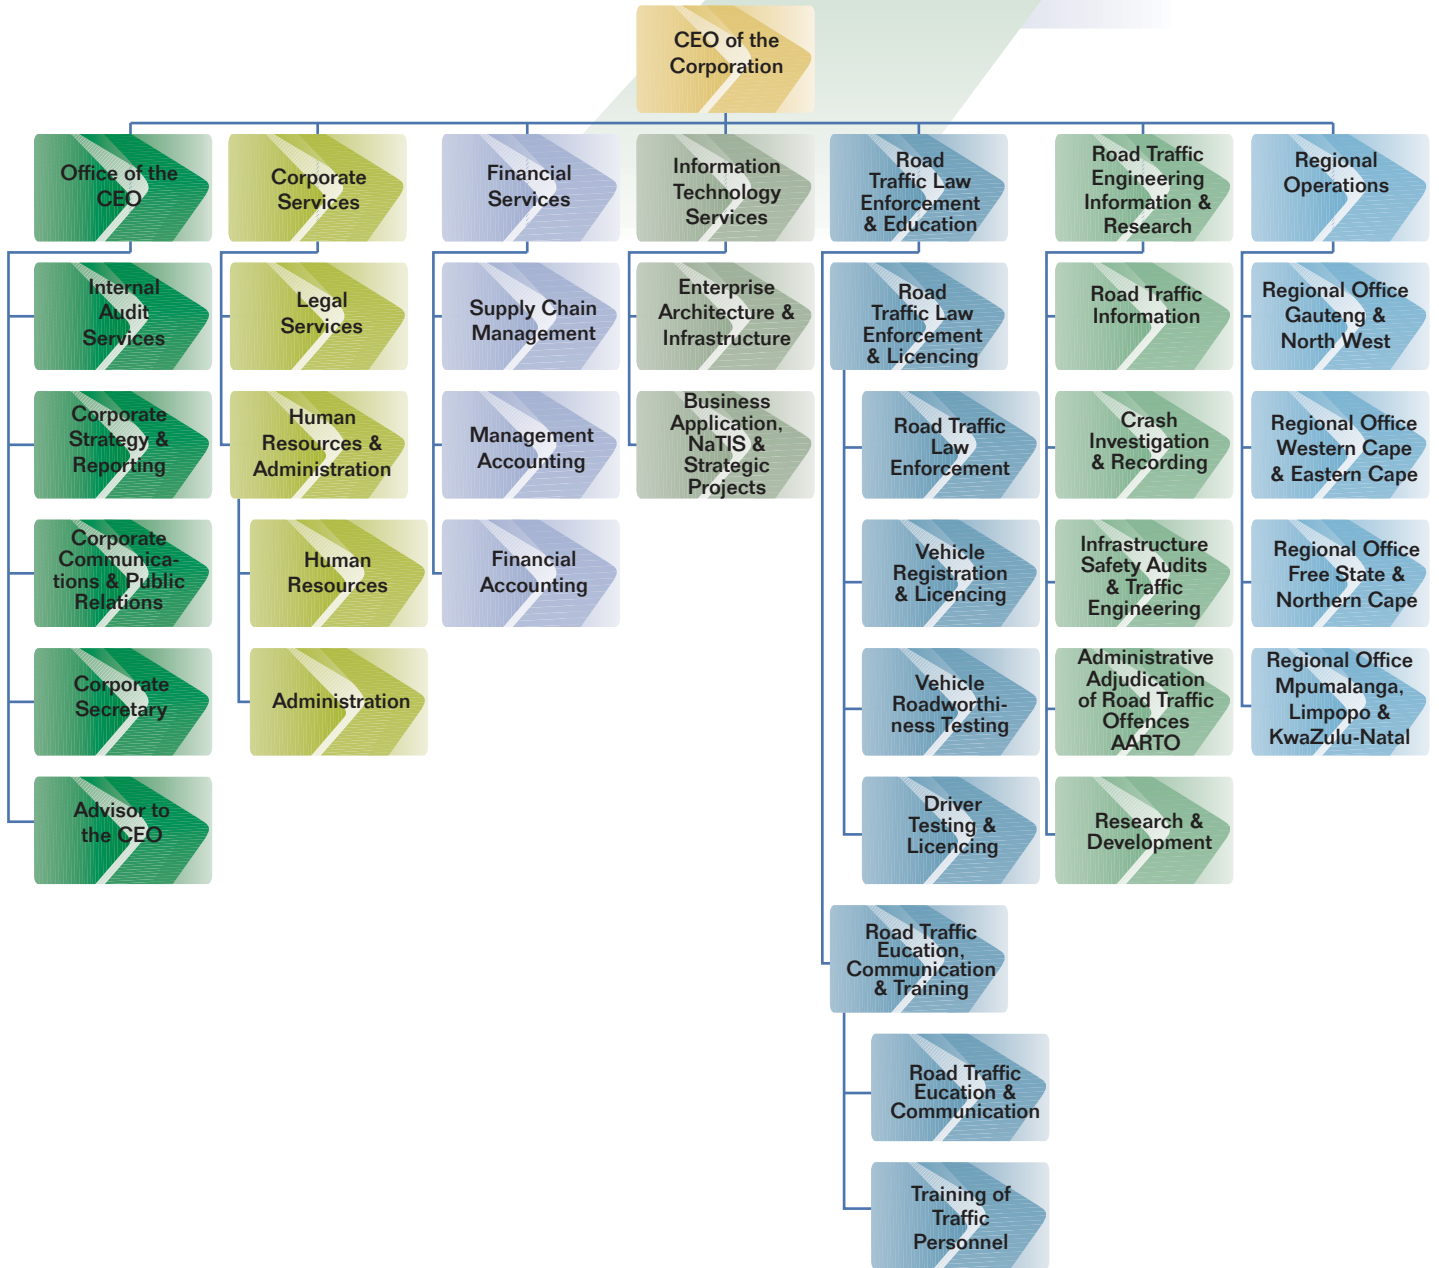 CEO of the
Corporation
Office of the
CEO
Corporate
Services
Financial
Services
Information
Technology
Services
Road
Traffic Law
Enforcement
& Education
Road Traffic
Engineering
Information &
Research
Regional
Operations
Internal
Audit
Services
Legal
Services
Supply Chain
Management
Enterprise
Architecture &
Infrastructure
Road
Traffic Law
Enforcement
& Licencing
Road Traffic
Information
Regional Office
Gauteng &
North West
Corporate
Strategy &
Reporting
Human
Resources &
Administration
Management
Accounting
Business
Application,
NaTIS &
Strategic
Projects
Road Traffic
Law
Enforcement
Crash
Investigation
& Recording
Regional Office
Western Cape
& Eastern Cape
Corporate
Communica-
tions & Public
Relations
Human
Resources
Financial
Accounting
Vehicle
Registration
& Licencing
Infrastructure
Safety Audits
& Traffic
Engineering
Regional Office
Free State &
Northern Cape
Corporate
Secretary
Administration
Vehicle
Roadworthi-
ness Testing
Administrative
Adjudication
of Road Traffic
Offences
AARTO
Regional Office
Mpumalanga,
Limpopo &
KwaZulu-Natal
Advisor to
the CEO
Driver
Testing &
Licencing
Research &
Development
Road Traffic
Eucation,
Communication
& Training
Road Traffic
Eucation &
Communication
Training of
Traffic
Personnel